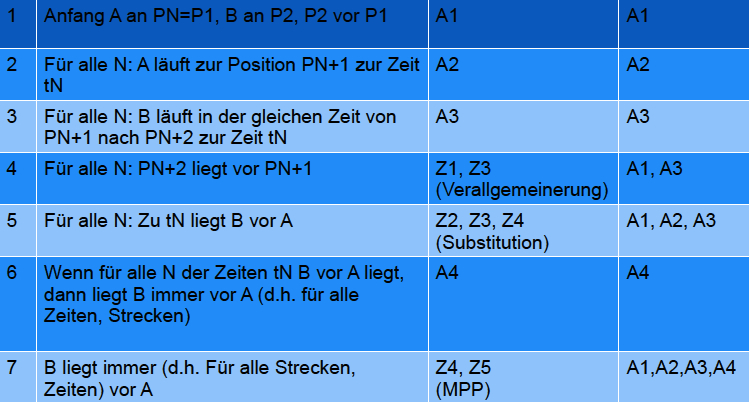 1 Anfang A an PN=P1, B an P2, P2 vor P1 A1 A1
2 Für alle N: A läuft zur Position PN+1 zur Zeit A2 A2
tN
3 Für alle N: B läuft in der gleichen Zeit von A3 A3
PN+1 nach PN+2 zur Zeit tN
4 Für alle N: PN+2 liegt vor PN+1 Z1, Z3 A1, A3
(Verallgemeinerung)
5 Für alle N: Zu tN liegt B vor A Z2, Z3, Z4 A1, A2, A3
(Substitution)
6 Wenn für alle N der Zeiten tN B vor A liegt, A4 A4
dann liegt B immer vor A (d.h. für alle
Zeiten, Strecken)
7 B liegt immer (d.h. Für alle Strecken, Z4, Z5 A1,A2,A3,A4
Zeiten) vor A (MPP)